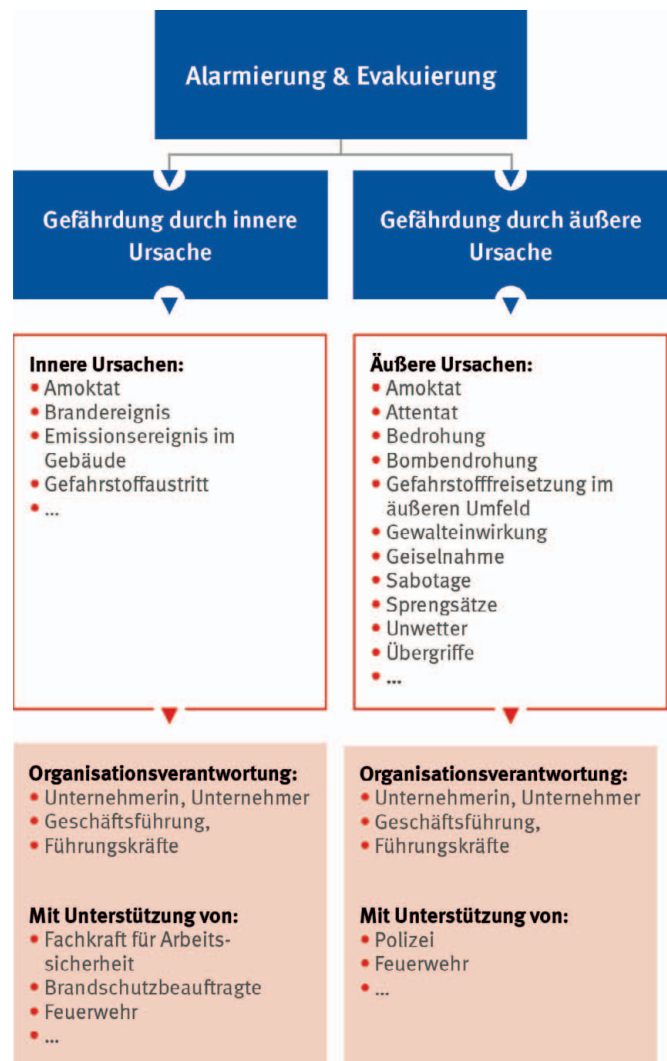 Alarmierung & Evakuierung
Gefährdung durch innere
Ursache
Innere Ursachen:
• Amoktat
• Brandereignis
• Emissionsereignis im
Gebäude
• Gefahrstoffaustritt
• ...
Organisationsverantwortung:
• Unternehmerin, Unternehmer
• Geschäftsführung,
• Führungskräfte
Mit Unterstützung von:
• Fachkraft für Arbeits-
sicherheit
• Brandschutzbeauftragte
• Feuerwehr
• ...
Gefährdung durch äußere
Ursache
Äußere Ursachen:
• Amoktat
• Attentat
• Bedrohung
• Bombendrohung
• Gefahrstofffreisetzung im
äußeren Umfeld
• Gewalteinwirkung
• Geiselnahme
• Sabotage
• Sprengsätze
• Unwetter
• Übergriffe
• ...
Organisationsverantwortung:
• Unternehmerin, Unternehmer
• Geschäftsführung,
• Führungskräfte
Mit Unterstützung von:
• Polizei
• Feuerwehr
• ...